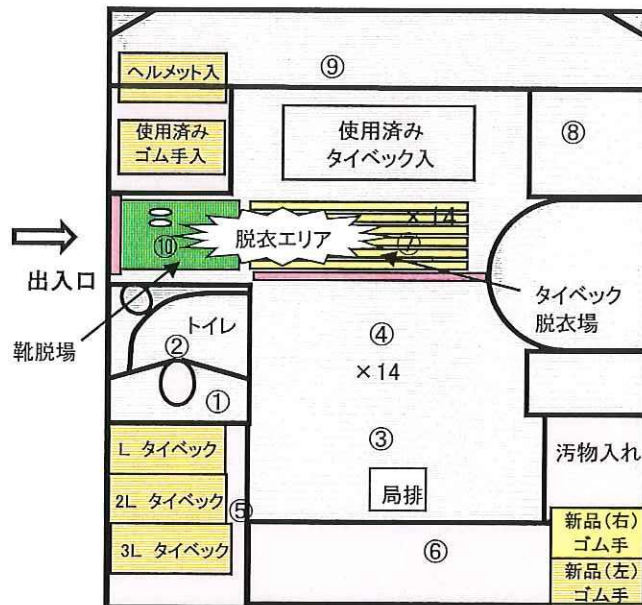 ⑨
ヘルメット入
使用済み
ゴム手入
使用済み
タイベック入
⑧
×14
脱衣エリア
⑦
⑩
出入口
靴脱場
タイベック
脱衣場
トイレ
②
①
④
×14
③
局排
L タイベック
2L タイベック
3L タイベック
⑤
⑥
汚物入れ
新品(右)
ゴム手
新品(左)
ゴム手